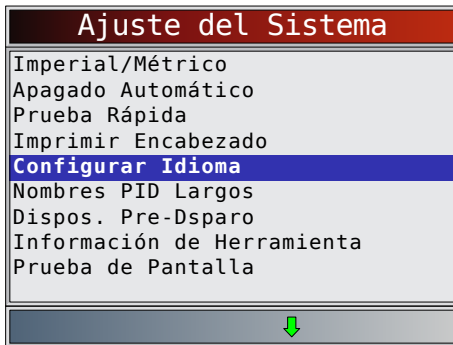 Ajuste del Sistema
Imperial/Métrico
Apagado Automático
Prueba Rápida
Imprimir Encabezado
Configurar Idioma
Nombres PID Largos
Dispos. Pre-Dsparo
Información de Herramienta
Prueba de Pantalla